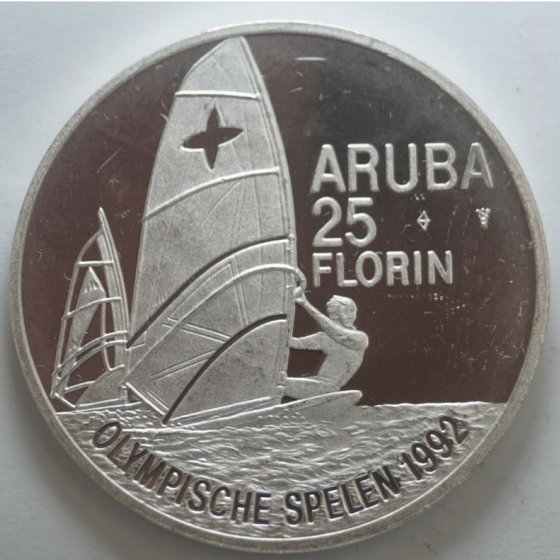 ARUBA
25
FLORIN
OLYMPISCHE SPELEN 1992